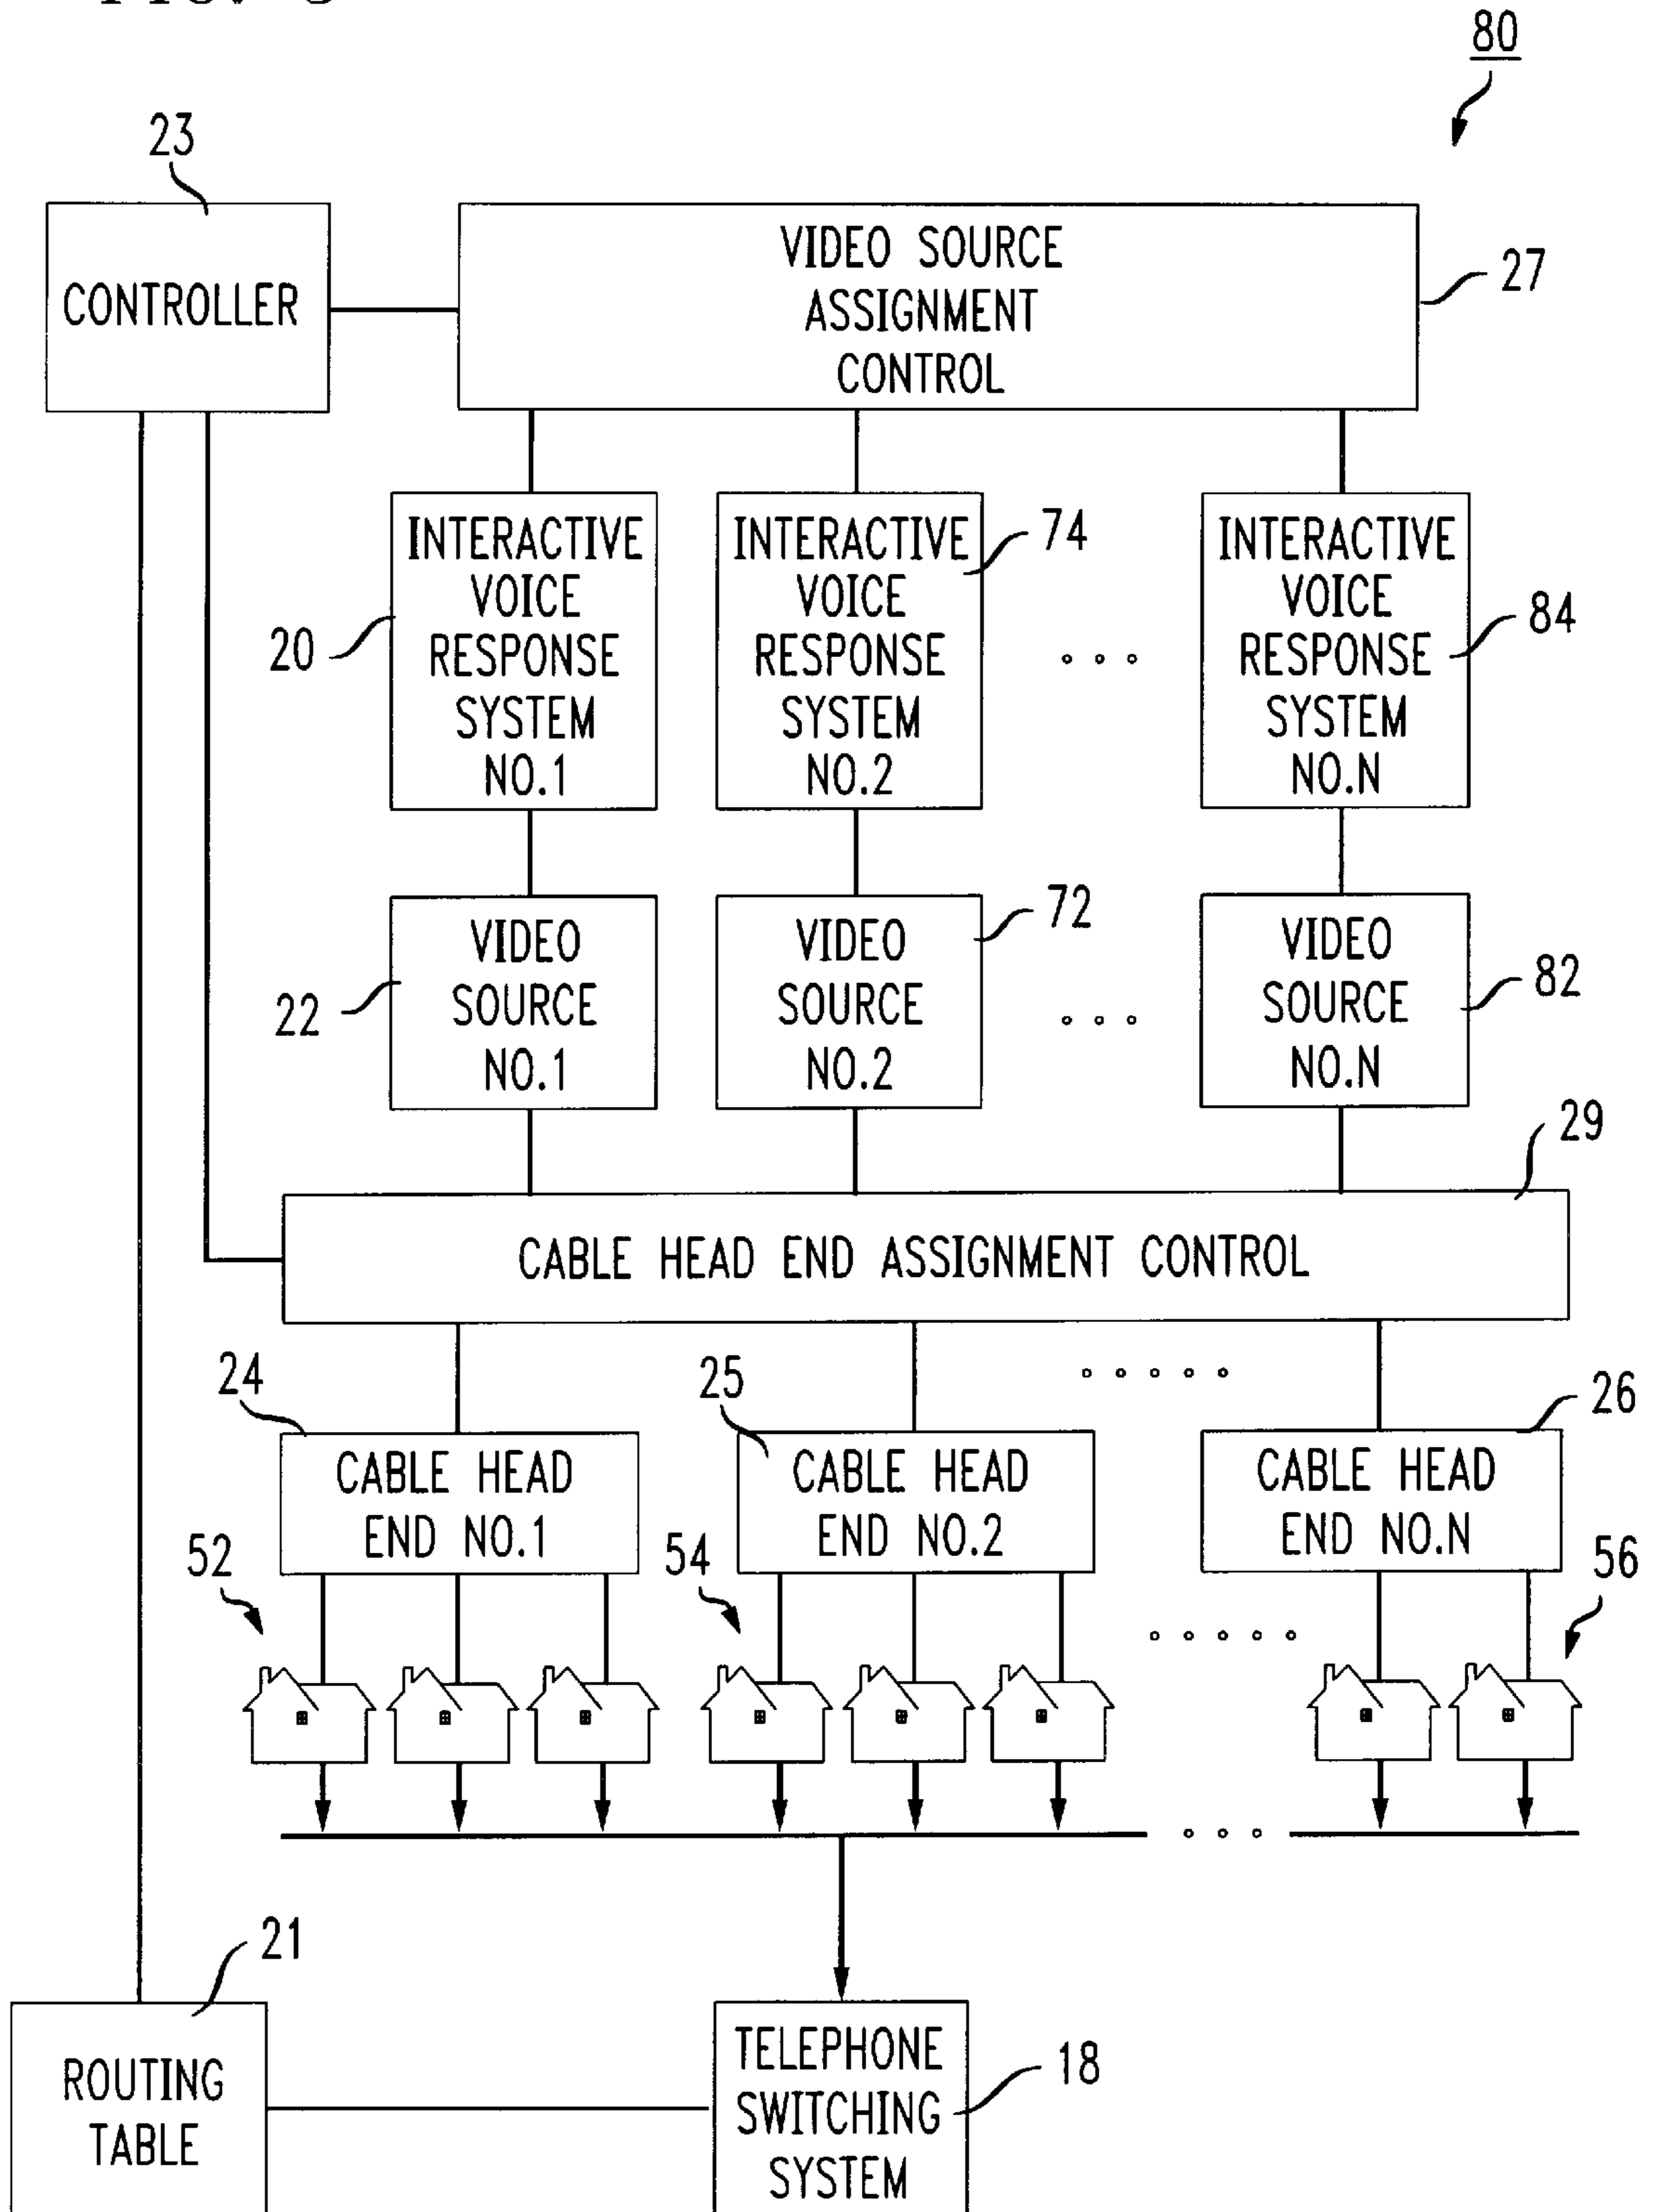 80
23
CONTROLLER
VIDEO SOURCE
ASSIGNMENT
CONTROL
27
INTERACTIVE
VOICE
RESPONSE
SYSTEM
NO.1
20
INTERACTIVE
VOICE
RESPONSE
SYSTEM
NO.2
74
INTERACTIVE
VOICE
RESPONSE
SYSTEM
NO.N
84
VIDEO
SOURCE
NO.1
22
VIDEO
SOURCE
NO.2
72
VIDEO
SOURCE
NO.N
82
29
CABLE HEAD END ASSIGNMENT CONTROL
24
CABLE HEAD
END NO.1
25
CABLE HEAD
END NO.2
26
CABLE HEAD
END NO.N
52
54
56
21
ROUTING
TABLE
TELEPHONE
SWITCHING
SYSTEM
18